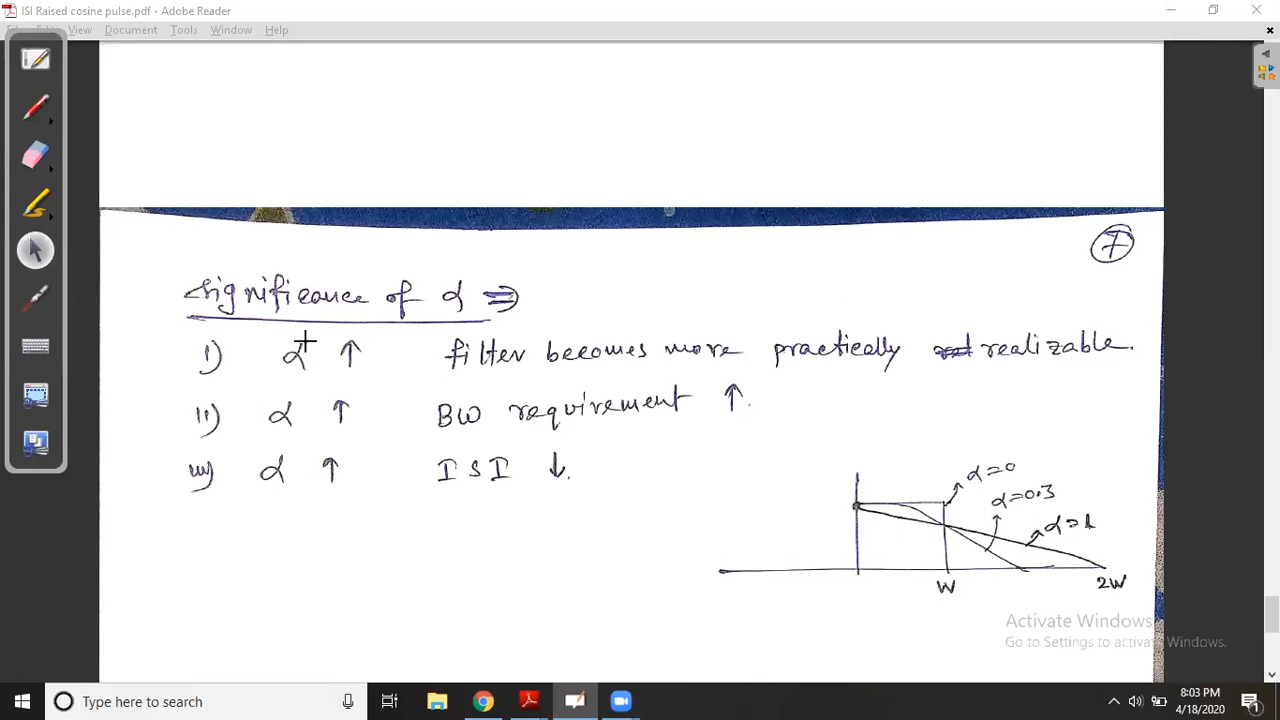 ISI Raised cosine pulse.pdf - Adobe Reader
View Document Tools Window Help
7
Significance of α ⇒
i) α ↑ filter becomes more practically realizable.
ii) α ↑ BW requirement ↑.
iii) α ↑ ISI ↓.
α=0
α=0.3
α=1
W
2W
Activate Windows
Go to Settings to activate Windows.
Type here to search
8:03 PM
4/18/2020
1